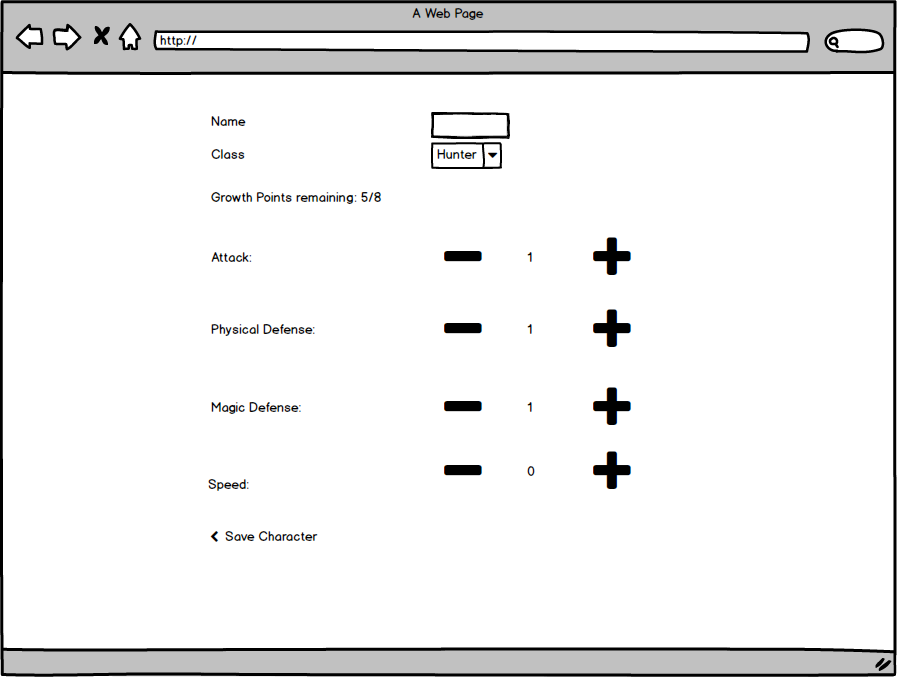 A Web Page
http://
Name
Class Hunter
Growth Points remaining: 5/8
Attack: 1
Physical Defense: 1
Magic Defense: 1
Speed: 0
Save Character